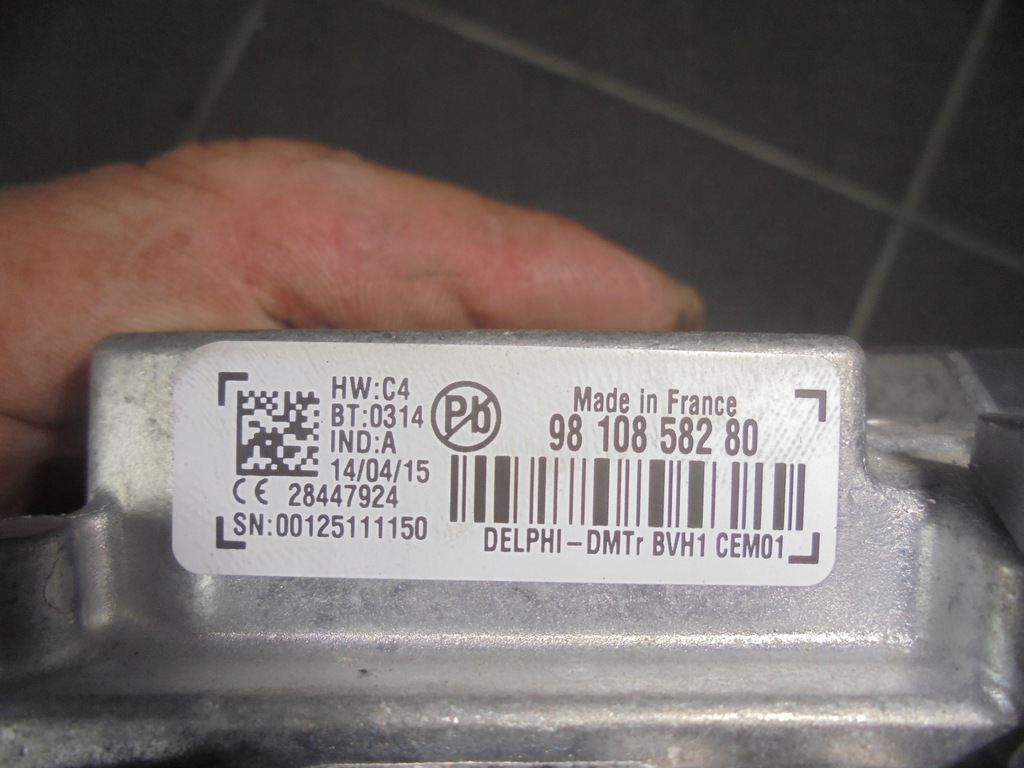 HW:C4
BT:0314
IND:A
14/04/15
CE 28447924
SN:00125111150
Pb
Made in France
98 108 582 80
DELPHI-DMTr BVH1 CEM01